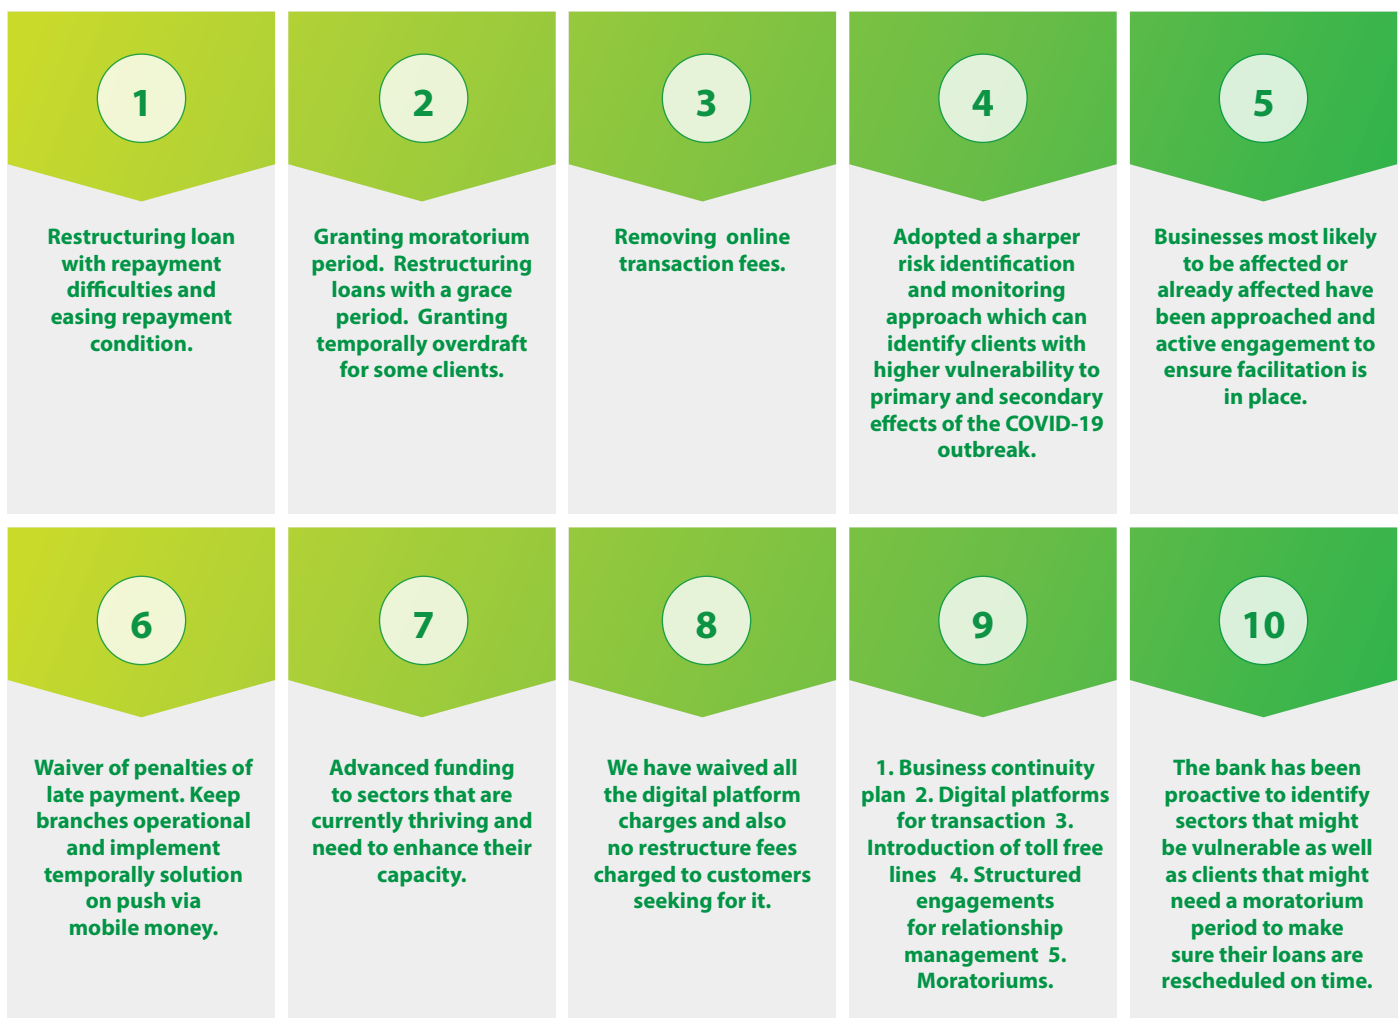 1
Restructuring loan
with repayment
difficulties and
easing repayment
condition.
2
Granting moratorium
period. Restructuring
loans with a grace
period. Granting
temporally overdraft
for some clients.
3
Removing online
transaction fees.
4
Adopted a sharper
risk identification
and monitoring
approach which can
identify clients with
higher vulnerability to
primary and secondary
effects of the COVID-19
outbreak.
5
Businesses most likely
to be affected or
already affected have
been approached and
active engagement to
ensure facilitation is
in place.
6
Waiver of penalties of
late payment. Keep
branches operational
and implement
temporally solution
on push via
mobile money.
7
Advanced funding
to sectors that are
currently thriving and
need to enhance their
capacity.
8
We have waived all
the digital platform
charges and also
no restructure fees
charged to customers
seeking for it.
9
1. Business continuity
plan 2. Digital platforms
for transaction 3.
Introduction of toll free
lines 4. Structured
engagements
for relationship
management 5.
Moratoriums.
10
The bank has been
proactive to identify
sectors that might
be vulnerable as well
as clients that might
need a moratorium
period to make
sure their loans are
rescheduled on time.